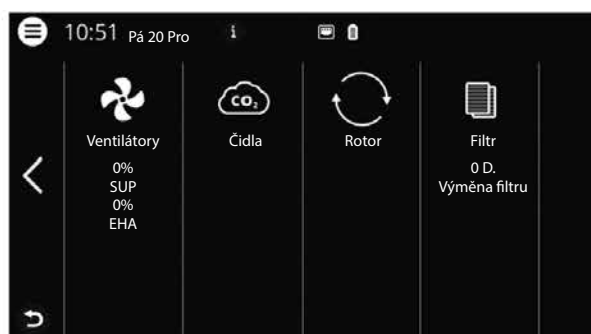 10:51 Pá 20 Pro
CO₂
Ventilátory
0%
SUP
0%
EHA
Čidla
Rotor
Filtr
0 D.
Výměna filtru